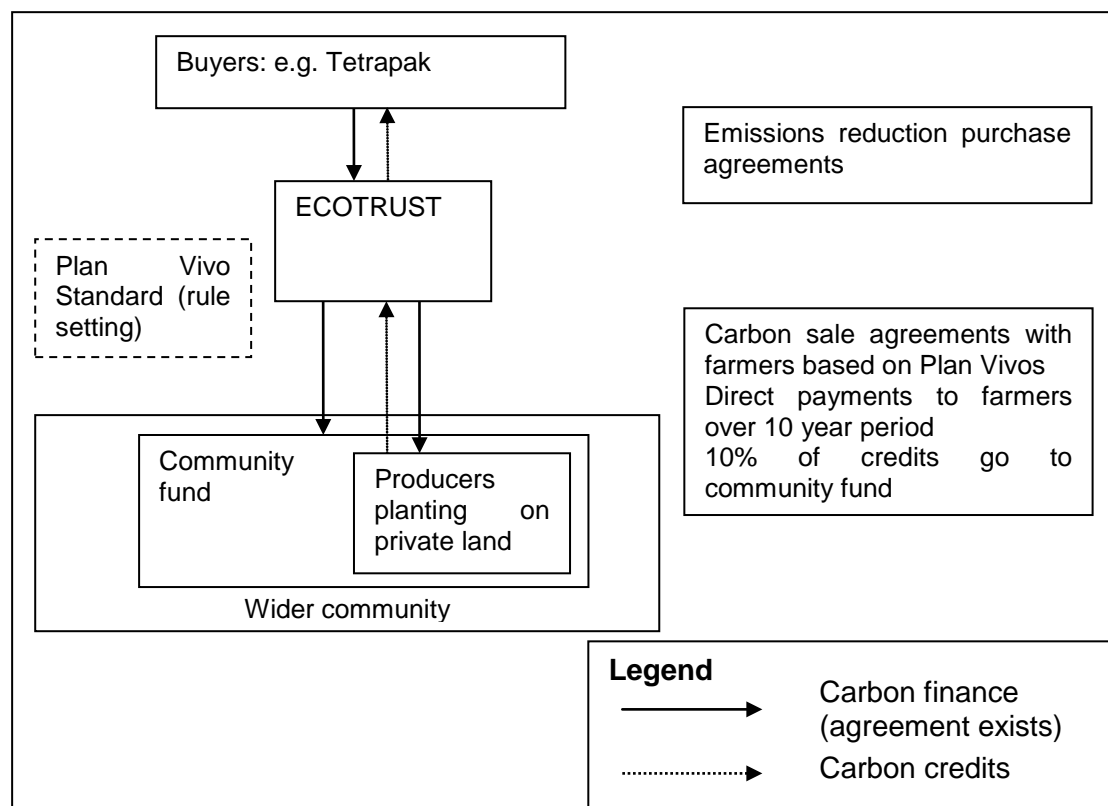 Buyers: e.g. Tetrapak
Emissions reduction purchase
agreements
ECOTRUST
Plan Vivo
Standard (rule
setting)
Carbon sale agreements with
farmers based on Plan Vivos
Direct payments to farmers
over 10 year period
10% of credits go to
community fund
Community
fund
Producers
planting on
private land
Wider community
Legend
Carbon finance
(agreement exists)
Carbon credits